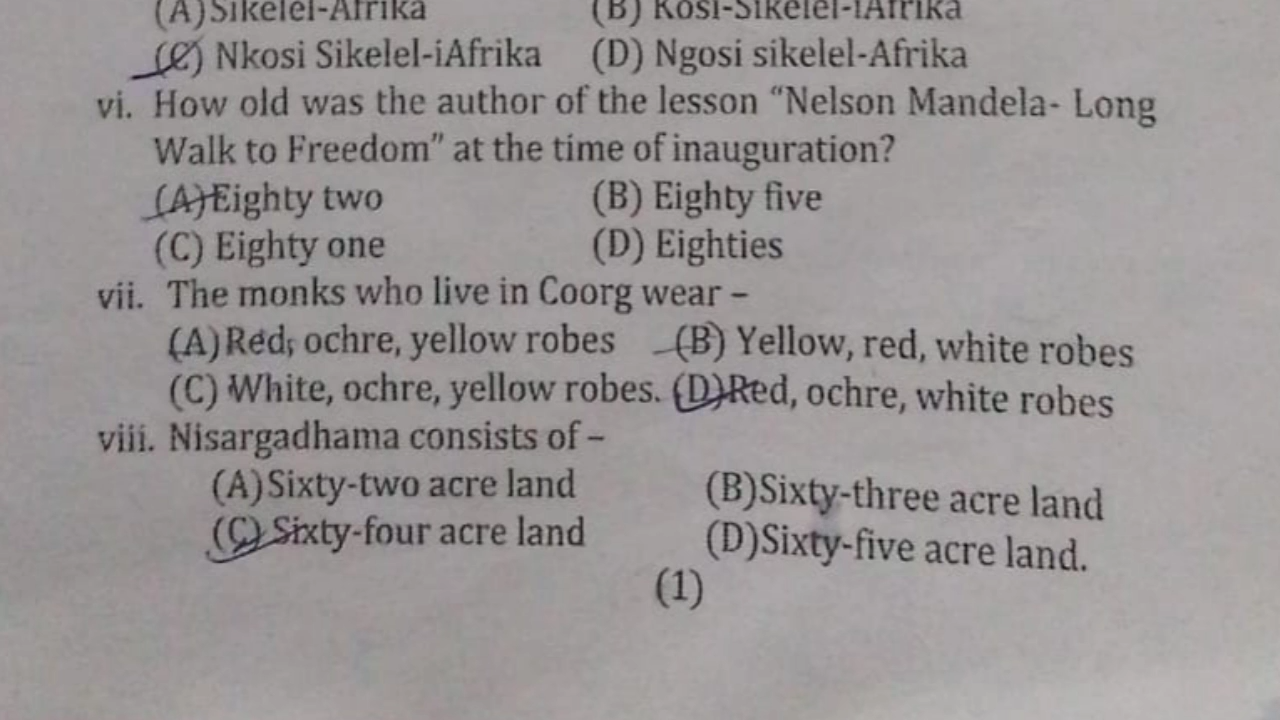 (A)Sikelel-Afrika (B) Kosi-Sikelel-iAfrika
(C) Nkosi Sikelel-iAfrika (D) Ngosi sikelel-Afrika
vi. How old was the author of the lesson “Nelson Mandela- Long
Walk to Freedom” at the time of inauguration?
(A)Eighty two (B) Eighty five
(C) Eighty one (D) Eighties
vii. The monks who live in Coorg wear –
(A)Red, ochre, yellow robes (B) Yellow, red, white robes
(C) White, ochre, yellow robes. (D)Red, ochre, white robes
viii. Nisargadhama consists of –
(A)Sixty-two acre land (B)Sixty-three acre land
(C) Sixty-four acre land (D)Sixty-five acre land.
(1)